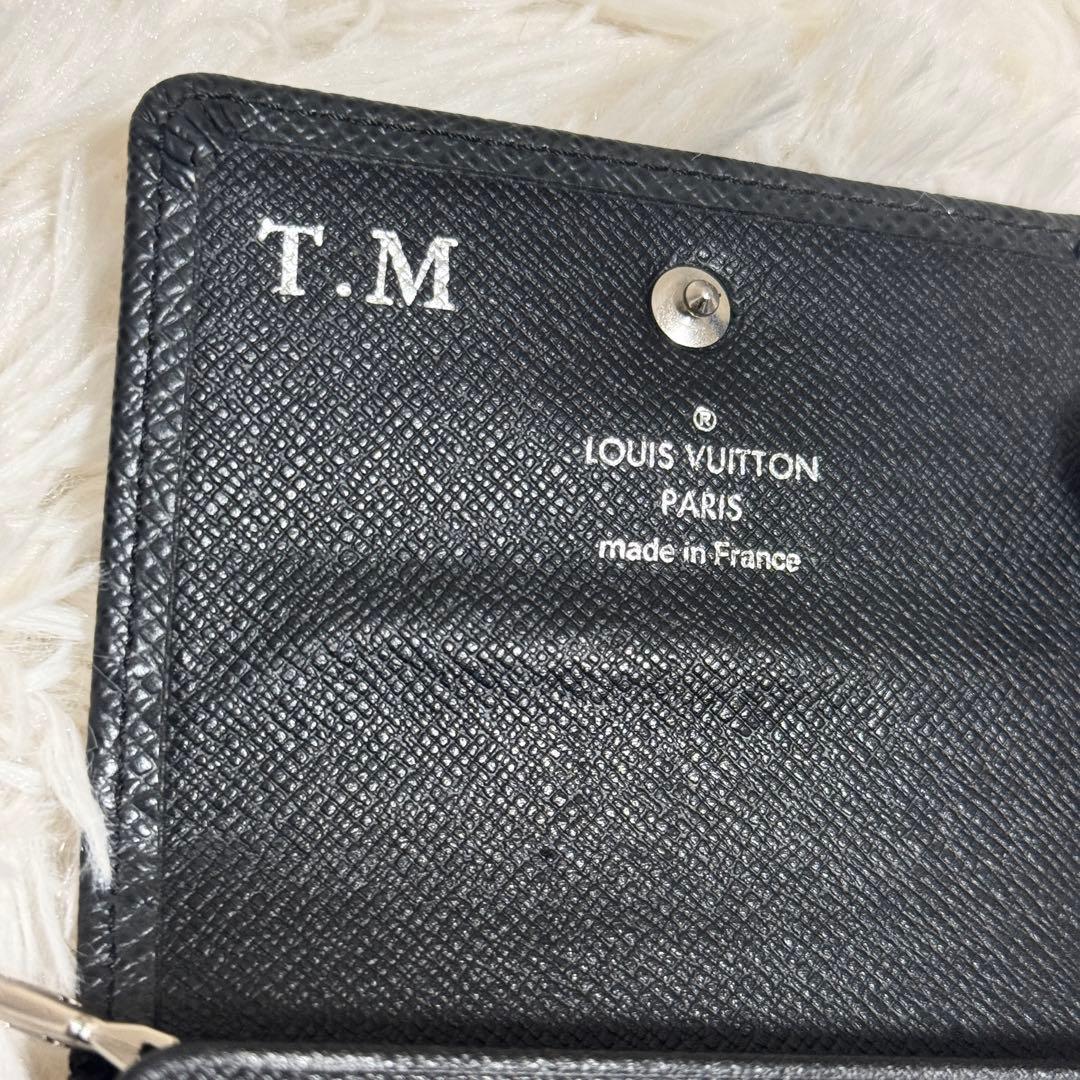 T.M
®
LOUIS VUITTON
PARIS
made in France